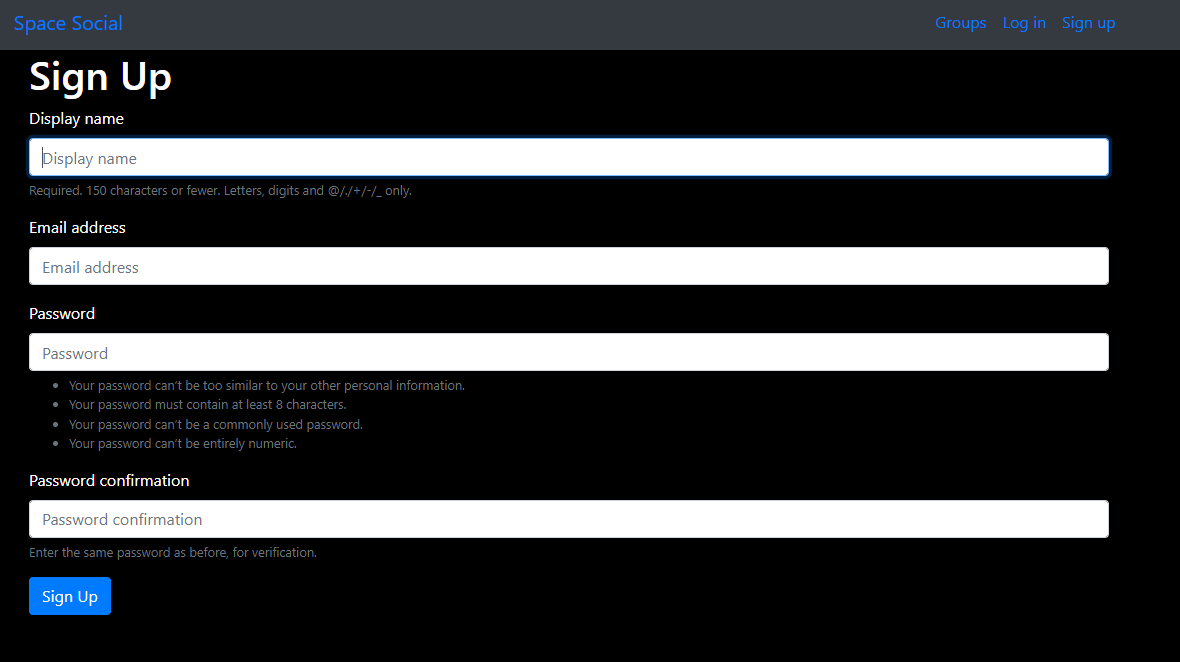 Space Social
Groups Log in Sign up
Sign Up
Display name
Display name
Required. 150 characters or fewer. Letters, digits and @/./+/-/_ only.
Email address
Email address
Password
Password
Your password can't be too similar to your other personal information.
Your password must contain at least 8 characters.
Your password can't be a commonly used password.
Your password can't be entirely numeric.
Password confirmation
Password confirmation
Enter the same password as before, for verification.
Sign Up